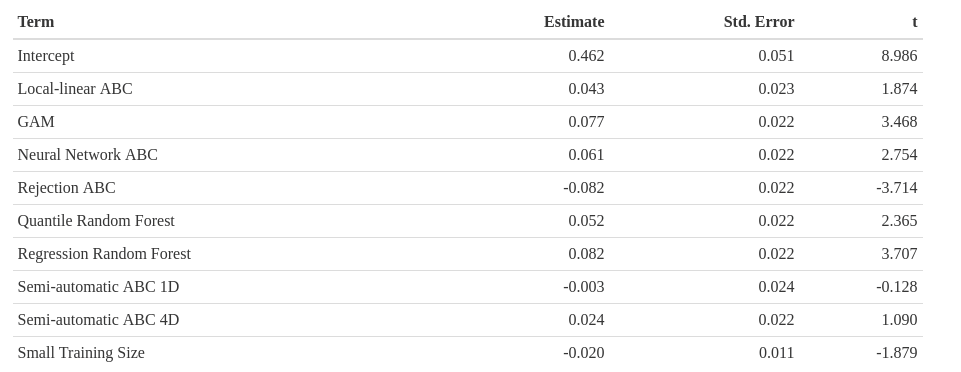 Term Estimate Std. Error t
Intercept 0.462 0.051 8.986
Local-linear ABC 0.043 0.023 1.874
GAM 0.077 0.022 3.468
Neural Network ABC 0.061 0.022 2.754
Rejection ABC -0.082 0.022 -3.714
Quantile Random Forest 0.052 0.022 2.365
Regression Random Forest 0.082 0.022 3.707
Semi-automatic ABC 1D -0.003 0.024 -0.128
Semi-automatic ABC 4D 0.024 0.022 1.090
Small Training Size -0.020 0.011 -1.879